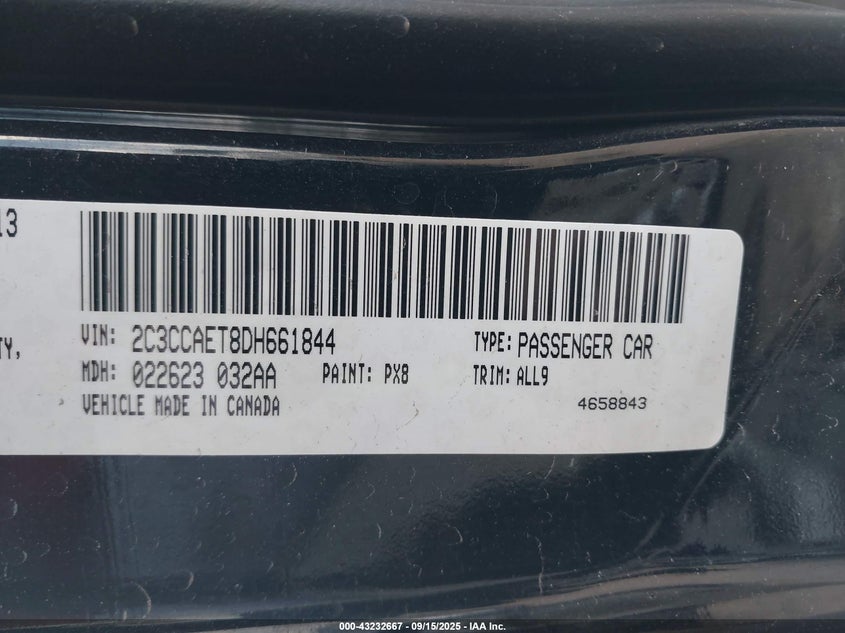 13
TY,
VIN: 2C3CCAET8DH661844 TYPE: PASSENGER CAR
MDH: 022623 032AA PAINT: PX8 TRIM: ALL9
VEHICLE MADE IN CANADA 4658843
000-43232667 - 09/15/2025 - IAA Inc.